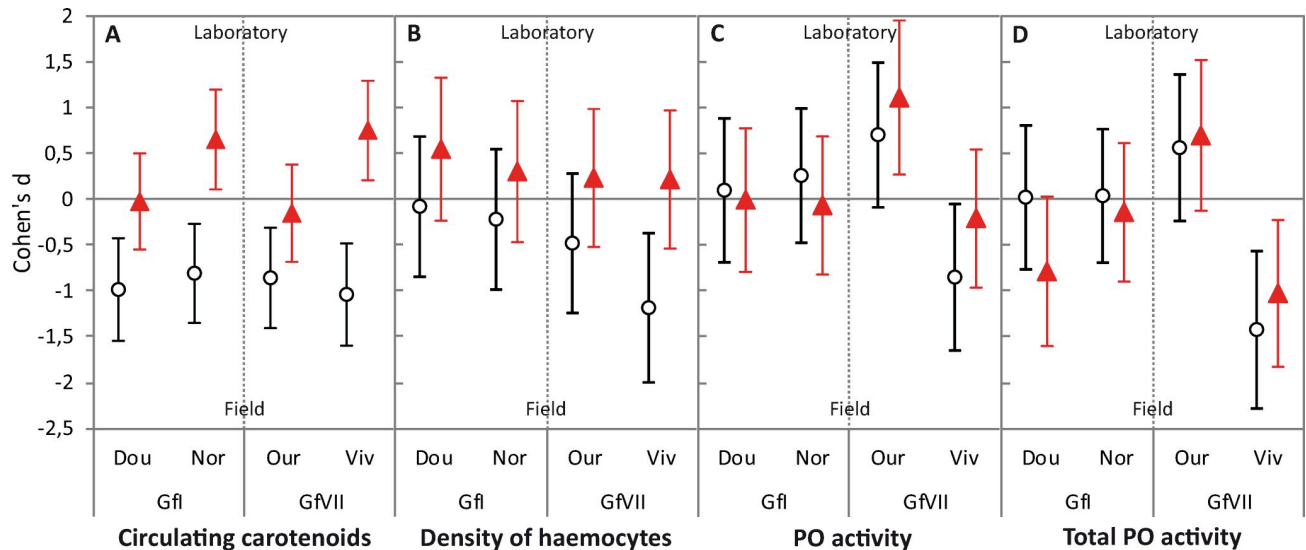 2
1,5
1
0,5
0
-0,5
-1
-1,5
-2
-2,5
Cohen's d
A
Laboratory
Field
B
Laboratory
Field
C
Laboratory
Field
D
Laboratory
Field
Dou Nor Our Viv
GfI GfVII
Circulating carotenoids
Dou Nor Our Viv
GfI GfVII
Density of haemocytes
Dou Nor Our Viv
GfI GfVII
PO activity
Dou Nor Our Viv
GfI GfVII
Total PO activity